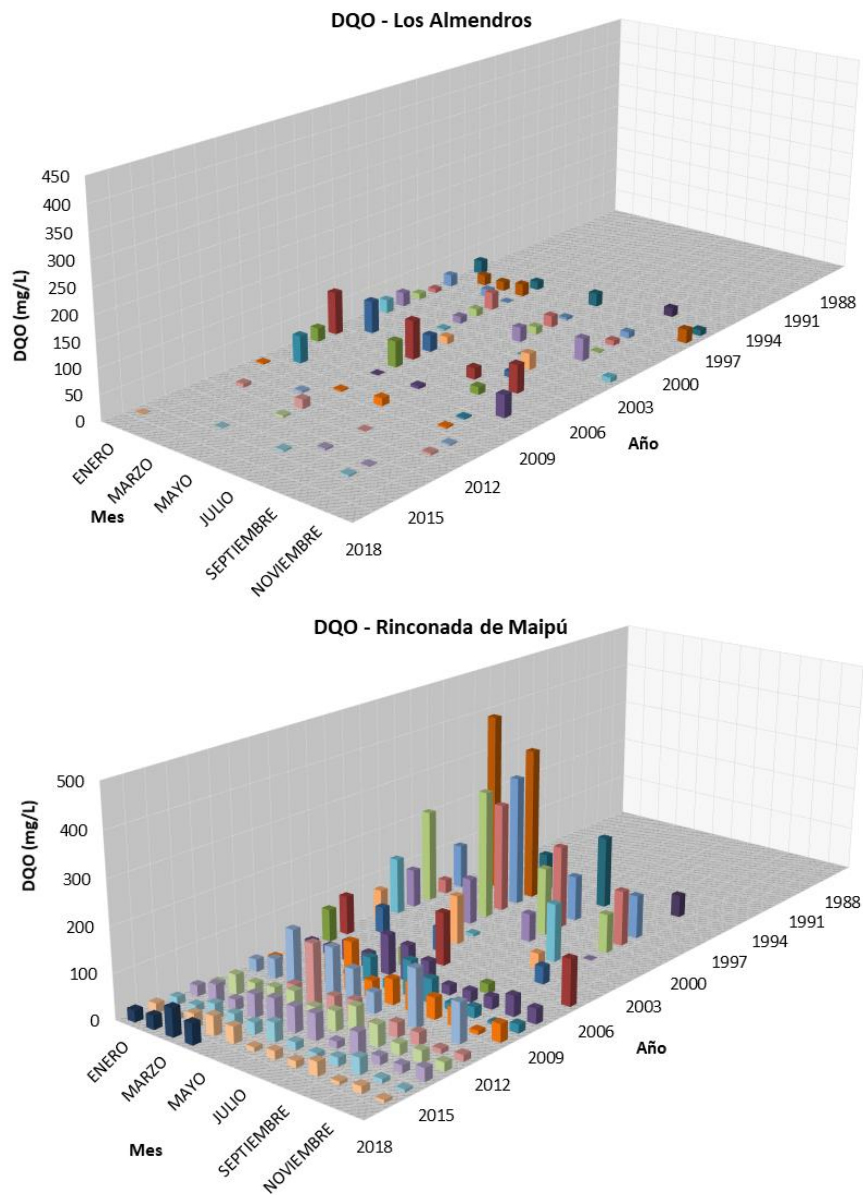 DQO - Los Almendros
450
400
350
300
250
200
150
100
50
0
DQO (mg/L)
ENERO
MARZO
MAYO
JULIO
SEPTIEMBRE
NOVIEMBRE
Mes
2018
2015
2012
2009
2006
2003
2000
1997
1994
1991
1988
Año
DQO - Rinconada de Maipú
500
400
300
200
100
0
DQO (mg/L)
ENERO
MARZO
MAYO
JULIO
SEPTIEMBRE
NOVIEMBRE
Mes
2018
2015
2012
2009
2006
2003
2000
1997
1994
1991
1988
Año